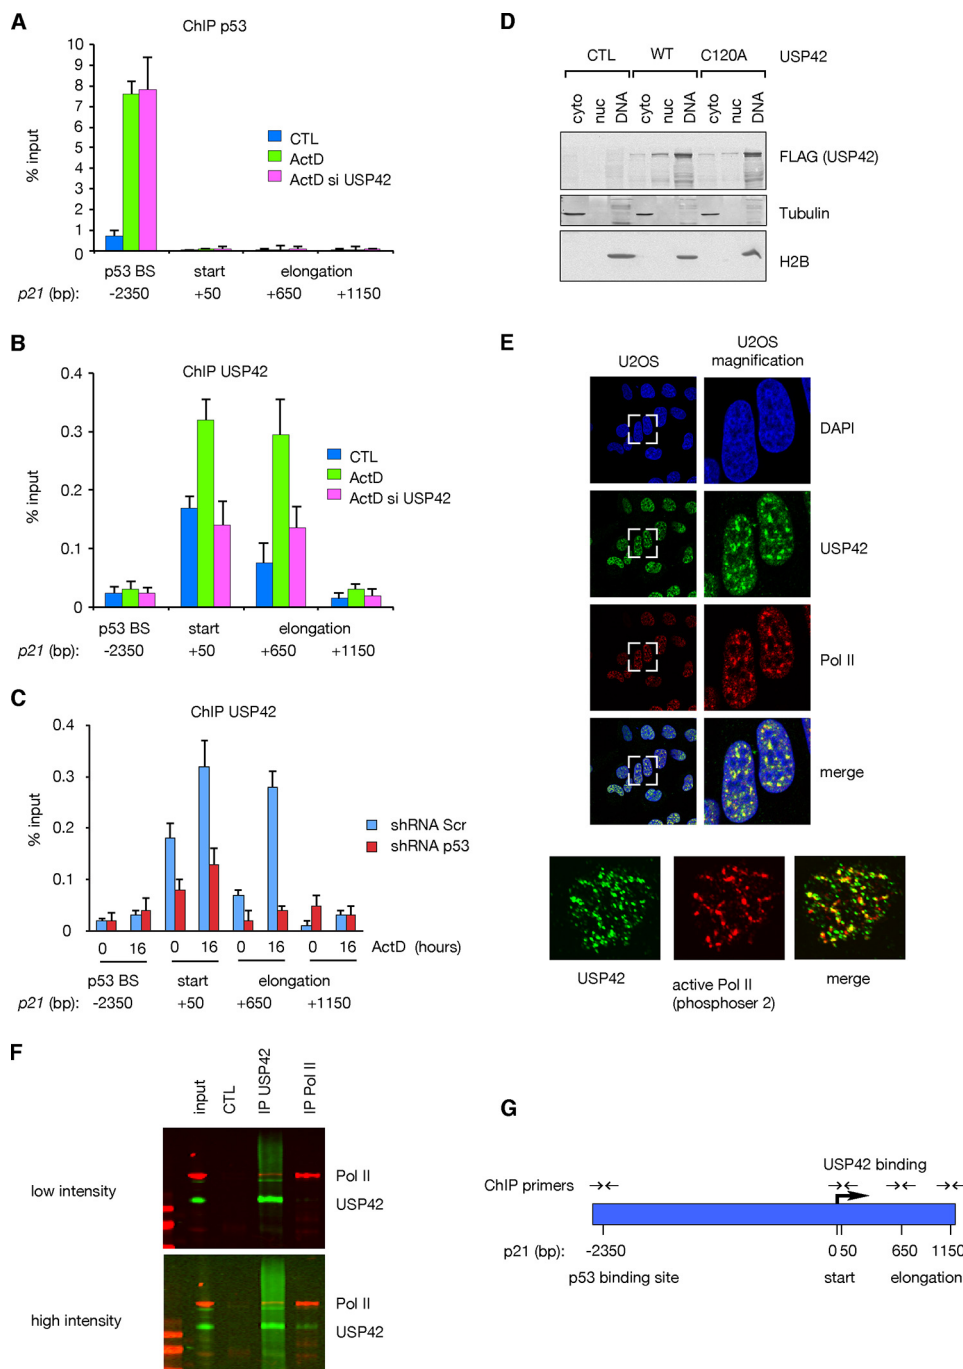 A
ChIP p53
10
9
8
7
6
5
4
3
2
1
0
% input
CTL
ActD
ActD si USP42
p53 BS start elongation
p21 (bp): -2350 +50 +650 +1150
B
ChIP USP42
0.4
0.3
0.2
0.1
0
% input
CTL
ActD
ActD si USP42
p53 BS start elongation
p21 (bp): -2350 +50 +650 +1150
C
ChIP USP42
0.4
0.3
0.2
0.1
0
% input
shRNA Scr
shRNA p53
0 16 0 16 0 16 0 16 ActD (hours)
p53 BS start elongation
p21 (bp): -2350 +50 +650 +1150
D
CTL WT C120A USP42
cyto nuc DNA cyto nuc DNA cyto nuc DNA
FLAG (USP42)
Tubulin
H2B
E
U2OS
U2OS magnification
DAPI
USP42
Pol II
merge
USP42
active Pol II (phosphoser 2)
merge
F
input CTL IP USP42 IP Pol II
low intensity
Pol II
USP42
high intensity
Pol II
USP42
G
USP42 binding
ChIP primers
p21 (bp): -2350 0 50 650 1150
p53 binding site start elongation